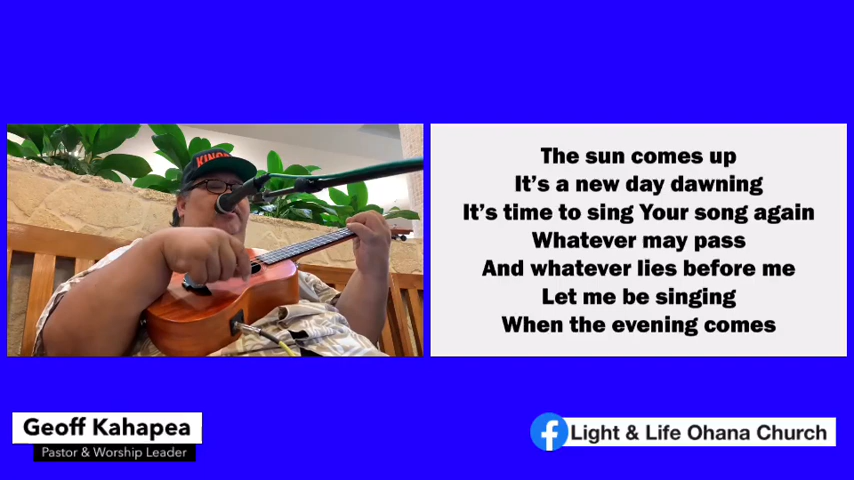 KINGS
The sun comes up
It's a new day dawning
It's time to sing Your song again
Whatever may pass
And whatever lies before me
Let me be singing
When the evening comes
Geoff Kahapea
Pastor & Worship Leader
Light & Life Ohana Church